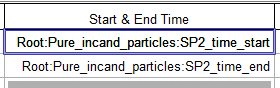 Start & End Time
Root:Pure_incand_particles:SP2_time_start
Root:Pure_incand_particles:SP2_time_end